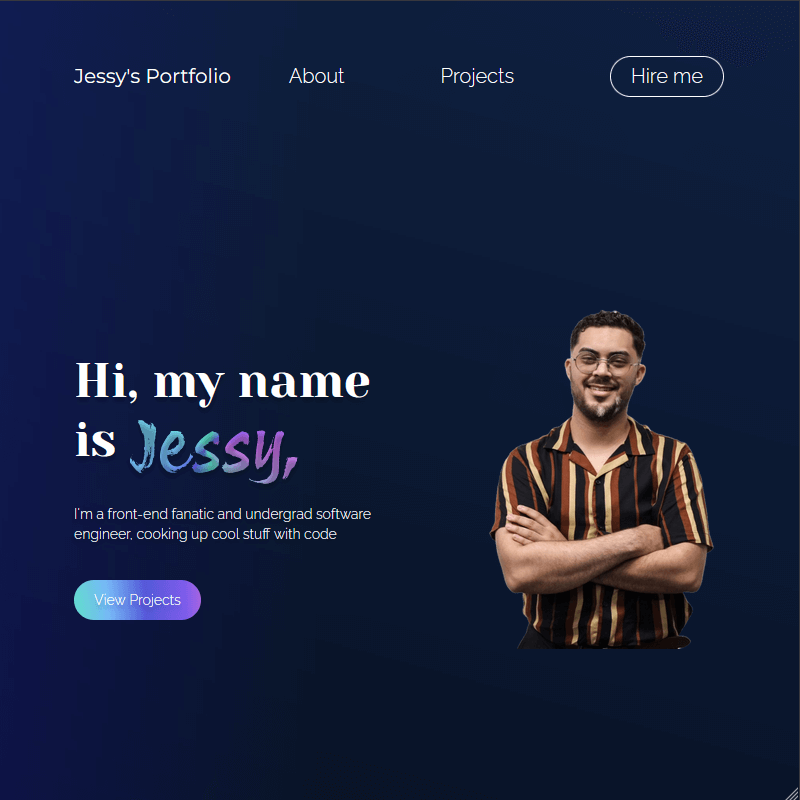 Jessy's Portfolio About Projects Hire me
Hi, my name
is Jessy,
I'm a front-end fanatic and undergrad software
engineer, cooking up cool stuff with code
View Projects